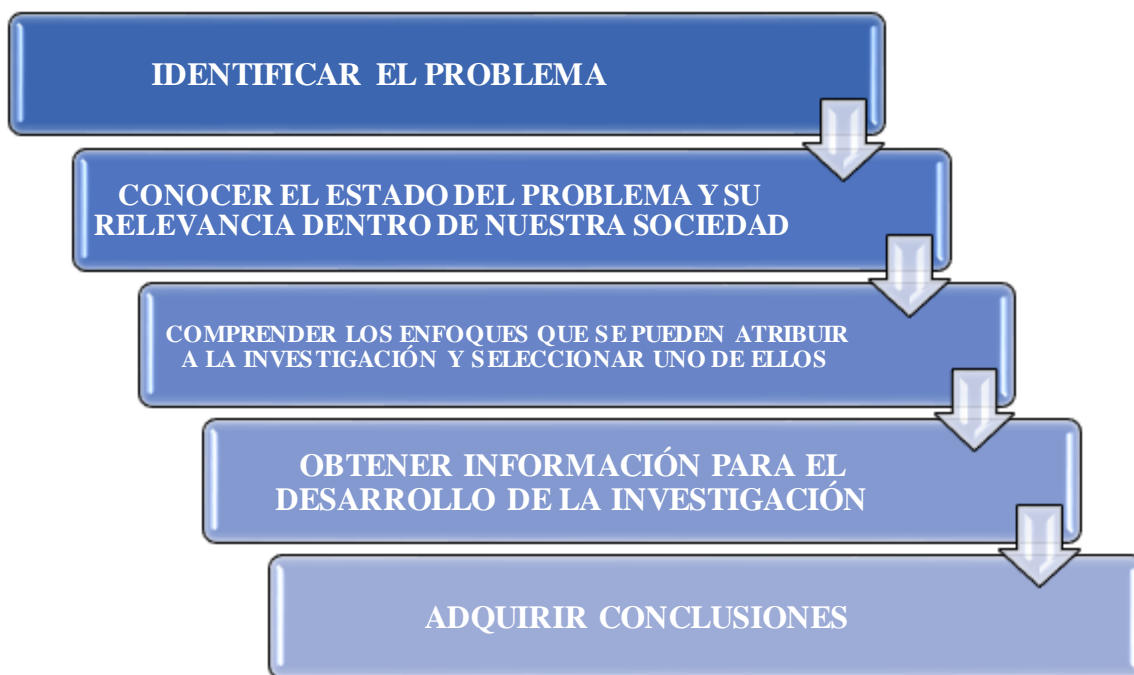 IDENTIFICAR EL PROBLEMA
CONOCER EL ESTADO DEL PROBLEMA Y SU
RELEVANCIA DENTRO DE NUESTRA SOCIEDAD
COMPRENDER LOS ENFOQUES QUE SE PUEDEN ATRIBUIR
A LA INVESTIGACIÓN Y SELECCIONAR UNO DE ELLOS
OBTENER INFORMACIÓN PARA EL
DESARROLLO DE LA INVESTIGACIÓN
ADQUIRIR CONCLUSIONES